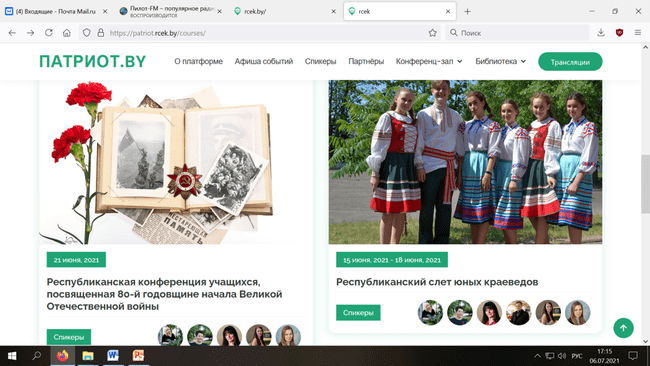 (4) Входящие - Почта Mail.ru
Пилот-FM – популярное ради
ВОСПРОИЗВОДИТСЯ
rcek.by/
rcek
https://patriot.rcek.by/courses/
Поиск
ПАТРИОТ.BY
О платформе
Афиша событий
Спикеры
Партнёры
Конференц-зал
Библиотека
Трансляции
ПАМЯТЬ
21 июня, 2021
Республиканская конференция учащихся,
посвященная 80-й годовщине начала Великой
Отечественной войны
Спикеры
15 июня, 2021 - 18 июня, 2021
Республиканский слет юных краеведов
Спикеры
РУС
17:15
06.07.2021